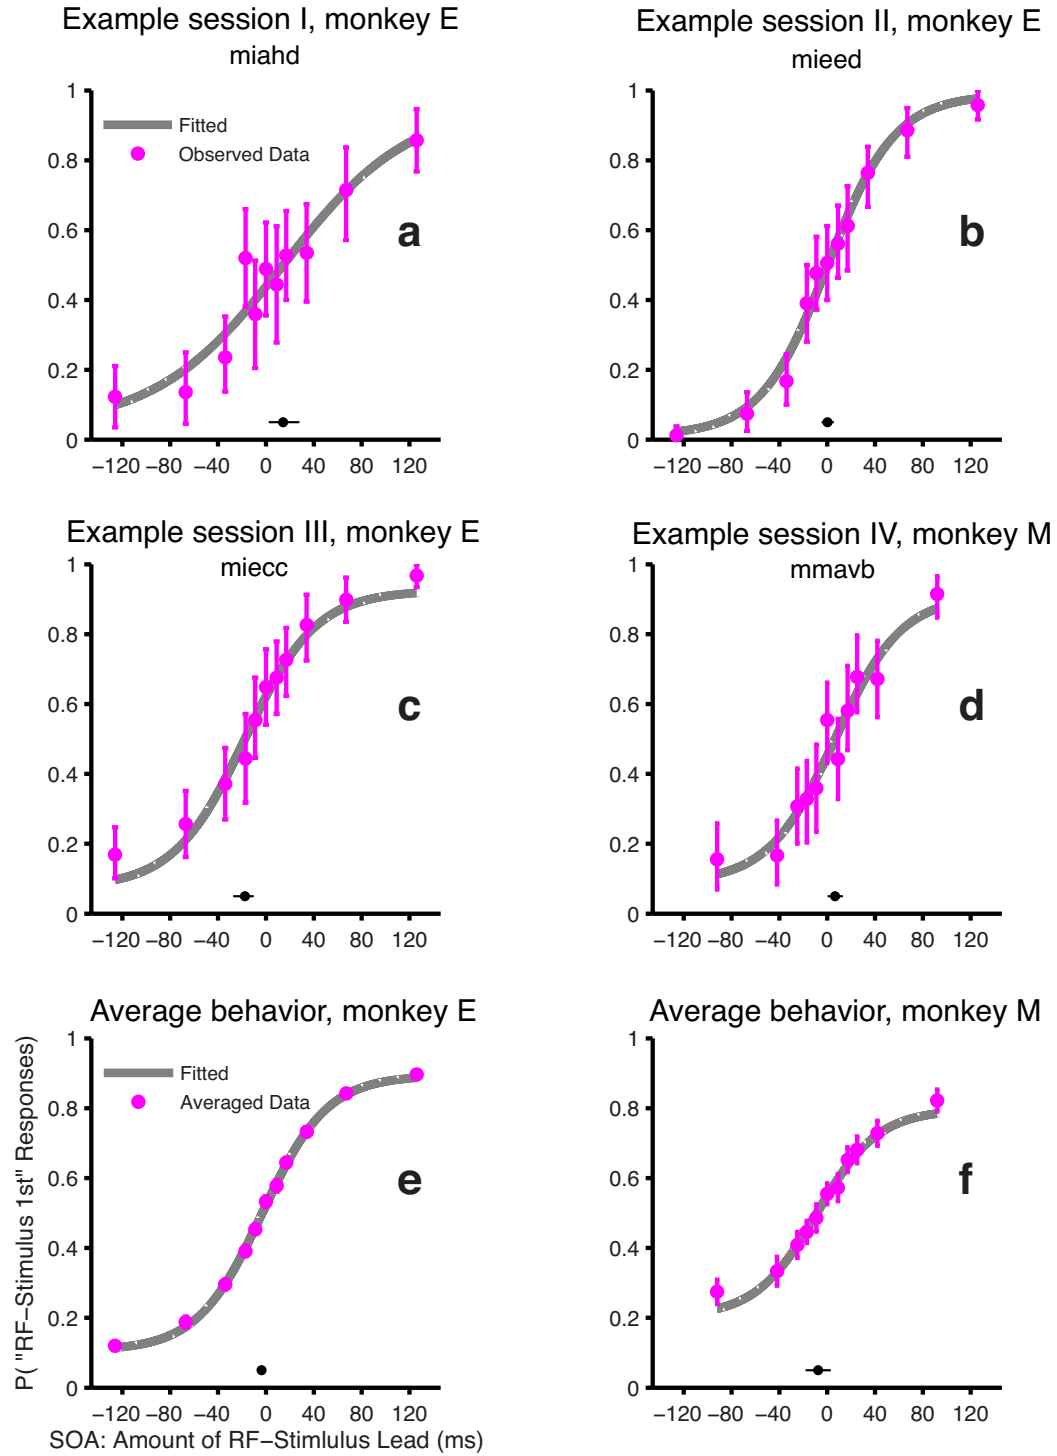 Example session I, monkey E
miahd
1
0.8
0.6
0.4
0.2
0
Fitted
Observed Data
a
−120 −80 −40 0 40 80 120
Example session II, monkey E
mieed
1
0.8
0.6
0.4
0.2
0
b
−120 −80 −40 0 40 80 120
Example session III, monkey E
miecc
1
0.8
0.6
0.4
0.2
0
c
−120 −80 −40 0 40 80 120
Example session IV, monkey M
mmavb
1
0.8
0.6
0.4
0.2
0
d
−120 −80 −40 0 40 80 120
Average behavior, monkey E
1
0.8
0.6
0.4
0.2
0
Fitted
Averaged Data
e
−120 −80 −40 0 40 80 120
P( "RF−Stimulus 1st" Responses)
SOA: Amount of RF−Stimlulus Lead (ms)
Average behavior, monkey M
1
0.8
0.6
0.4
0.2
0
f
−120 −80 −40 0 40 80 120